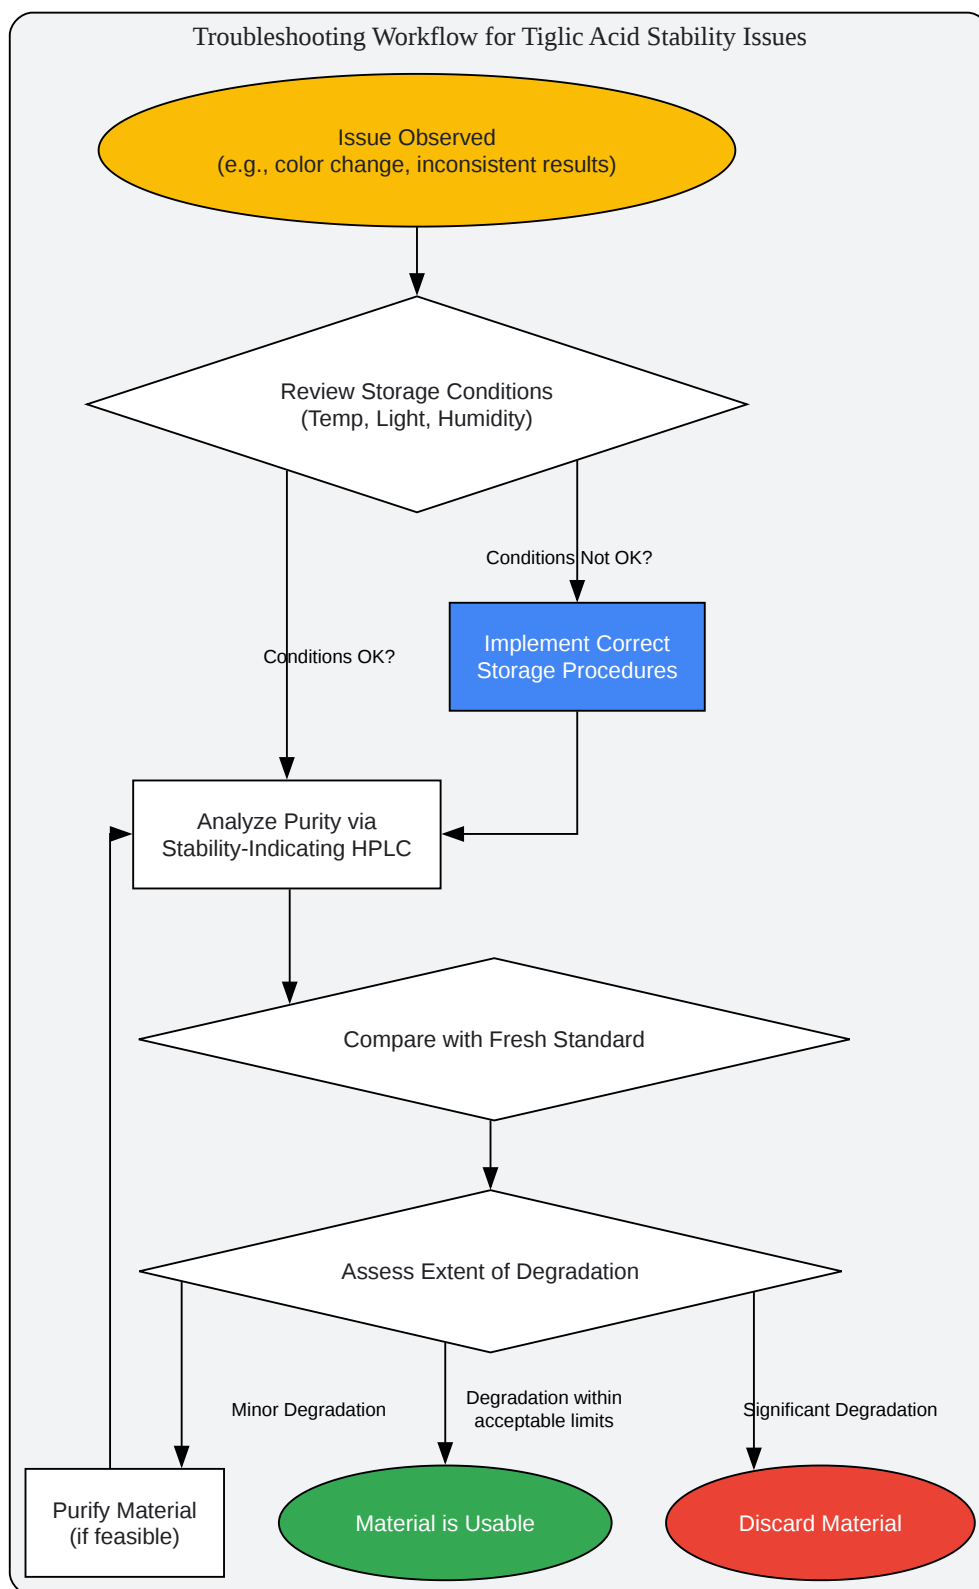 Troubleshooting Workflow for Tiglic Acid Stability Issues
Issue Observed
(e.g., color change, inconsistent results)
Review Storage Conditions
(Temp, Light, Humidity)
Conditions Not OK?
Implement Correct
Storage Procedures
Conditions OK?
Analyze Purity via
Stability-Indicating HPLC
Compare with Fresh Standard
Assess Extent of Degradation
Minor Degradation
Degradation within
acceptable limits
Significant Degradation
Purify Material
(if feasible)
Material is Usable
Discard Material